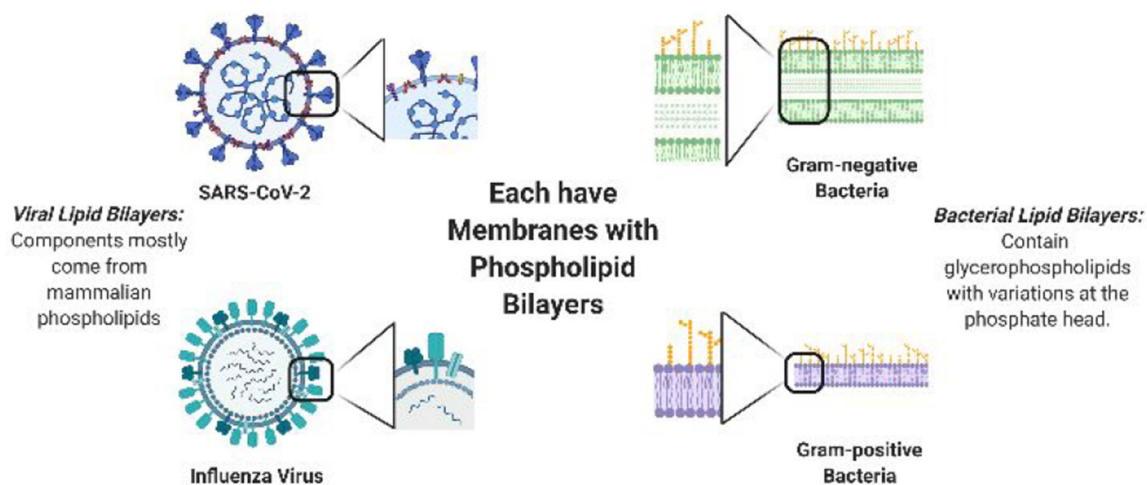 SARS-CoV-2
Gram-negative
Bacteria
Viral Lipid Bilayers:
Components mostly
come from
mammalian
phospholipids
Each have
Membranes with
Phospholipid
Bilayers
Bacterial Lipid Bilayers:
Contain
glycerophospholipids
with variations at the
phosphate head.
Influenza Virus
Gram-positive
Bacteria